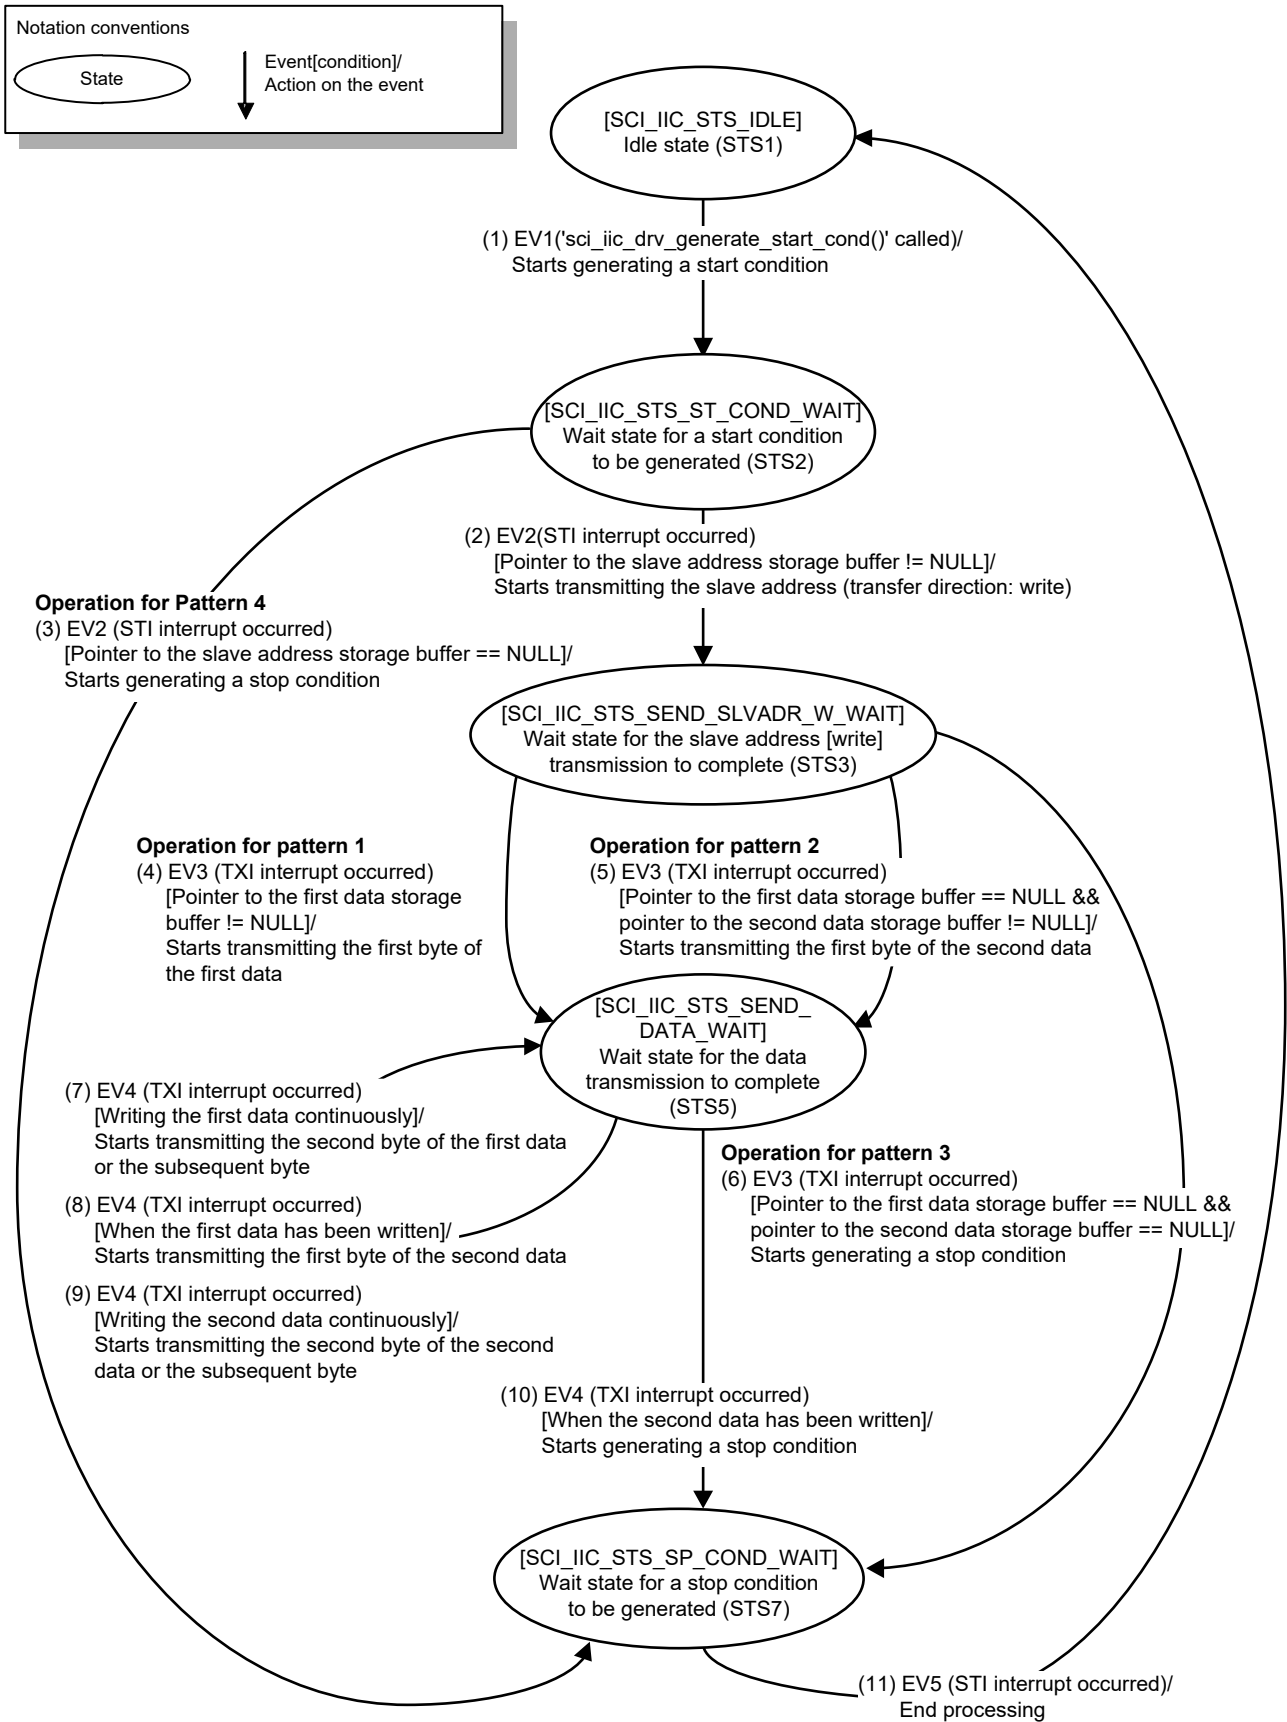 Notation conventions
State
Event[condition]/
Action on the event
[SCI_IIC_STS_IDLE]
Idle state (STS1)
(1) EV1('sci_iic_drv_generate_start_cond()' called)/
Starts generating a start condition
[SCI_IIC_STS_ST_COND_WAIT]
Wait state for a start condition
to be generated (STS2)
(2) EV2(STI interrupt occurred)
[Pointer to the slave address storage buffer != NULL]/
Starts transmitting the slave address (transfer direction: write)
Operation for Pattern 4
(3) EV2 (STI interrupt occurred)
[Pointer to the slave address storage buffer == NULL]/
Starts generating a stop condition
[SCI_IIC_STS_SEND_SLVADR_W_WAIT]
Wait state for the slave address [write]
transmission to complete (STS3)
Operation for pattern 1
(4) EV3 (TXI interrupt occurred)
[Pointer to the first data storage
buffer != NULL]/
Starts transmitting the first byte of
the first data
Operation for pattern 2
(5) EV3 (TXI interrupt occurred)
[Pointer to the first data storage buffer == NULL &&
pointer to the second data storage buffer != NULL]/
Starts transmitting the first byte of the second data
[SCI_IIC_STS_SEND_
DATA_WAIT]
Wait state for the data
transmission to complete
(STS5)
(7) EV4 (TXI interrupt occurred)
[Writing the first data continuously]/
Starts transmitting the second byte of the first data
or the subsequent byte
(8) EV4 (TXI interrupt occurred)
[When the first data has been written]/
Starts transmitting the first byte of the second data
(9) EV4 (TXI interrupt occurred)
[Writing the second data continuously]/
Starts transmitting the second byte of the second
data or the subsequent byte
Operation for pattern 3
(6) EV3 (TXI interrupt occurred)
[Pointer to the first data storage buffer == NULL &&
pointer to the second data storage buffer == NULL]/
Starts generating a stop condition
(10) EV4 (TXI interrupt occurred)
[When the second data has been written]/
Starts generating a stop condition
[SCI_IIC_STS_SP_COND_WAIT]
Wait state for a stop condition
to be generated (STS7)
(11) EV5 (STI interrupt occurred)/
End processing